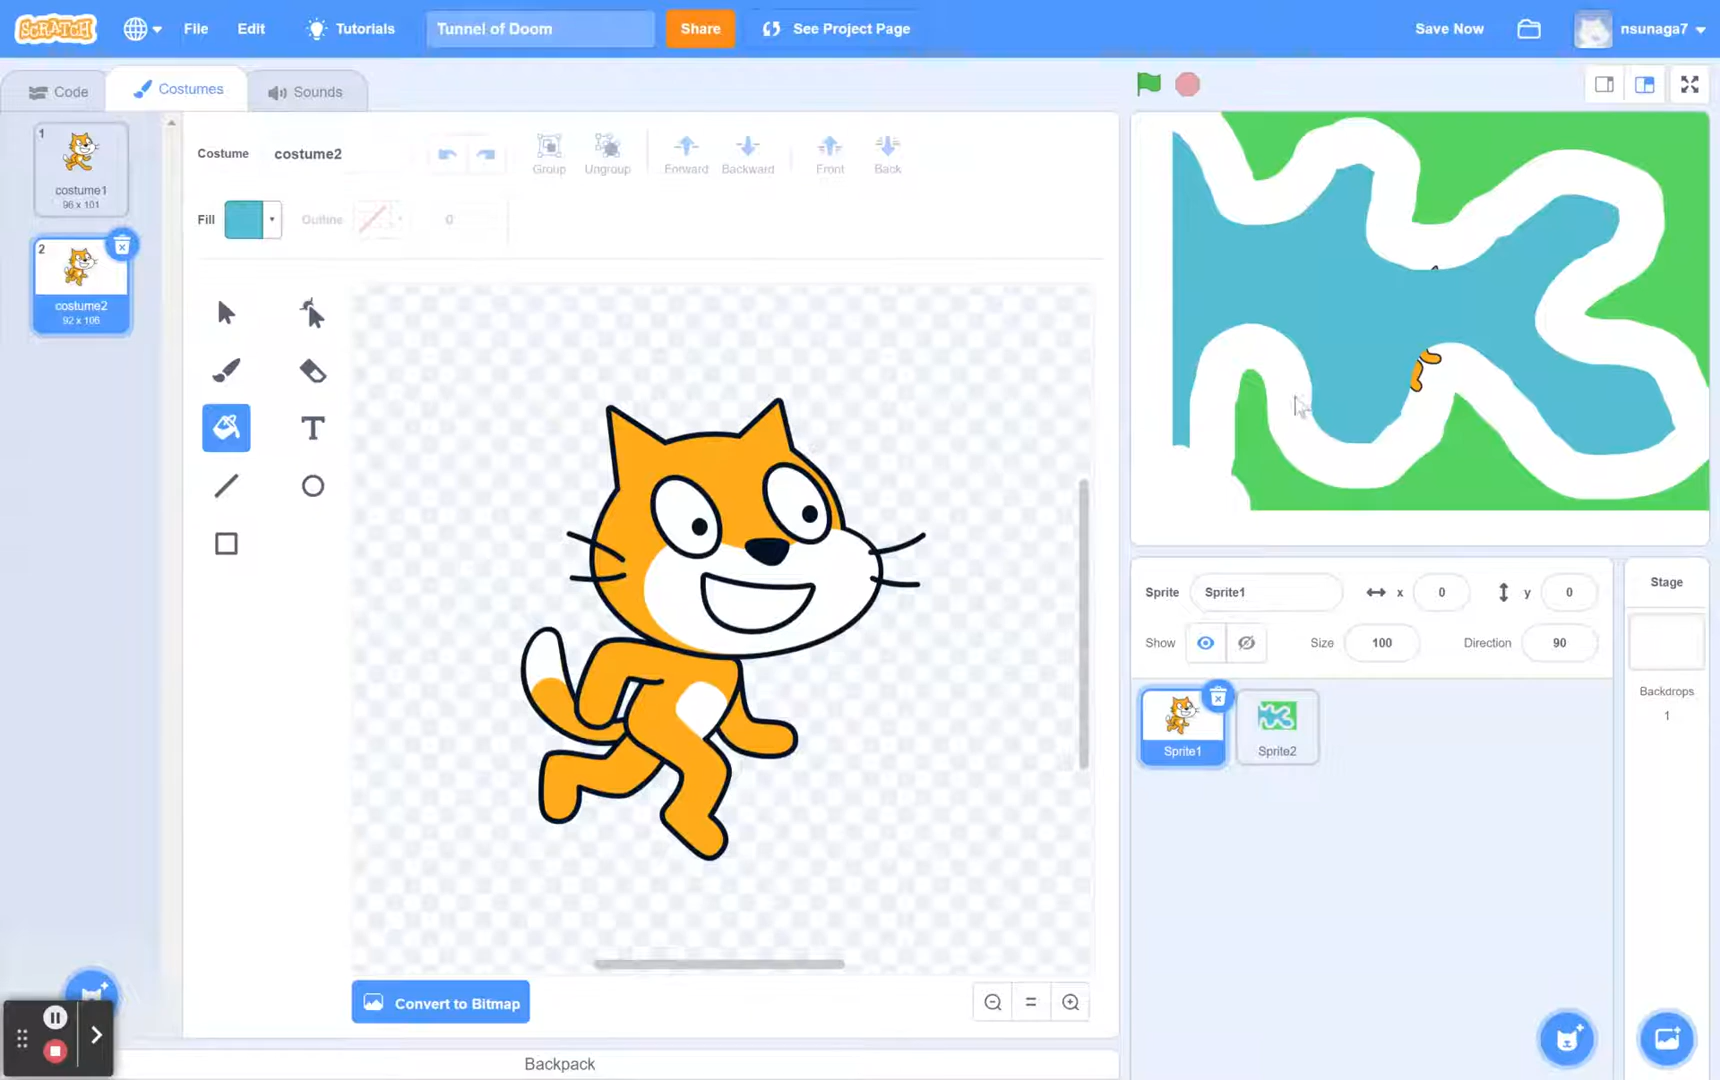 SCRATCH
File
Edit
Tutorials
Tunnel of Doom
Share
See Project Page
Save Now
nsunaga7
Code
Costumes
Sounds
1
costume1
96 x 101
2
costume2
92 x 106
Costume
costume2
Group
Ungroup
Forward
Backward
Front
Back
Fill
Outline
0
T
Convert to Bitmap
Backpack
Sprite
Sprite1
x
0
y
0
Show
Size
100
Direction
90
Sprite1
Sprite2
Stage
Backdrops
1